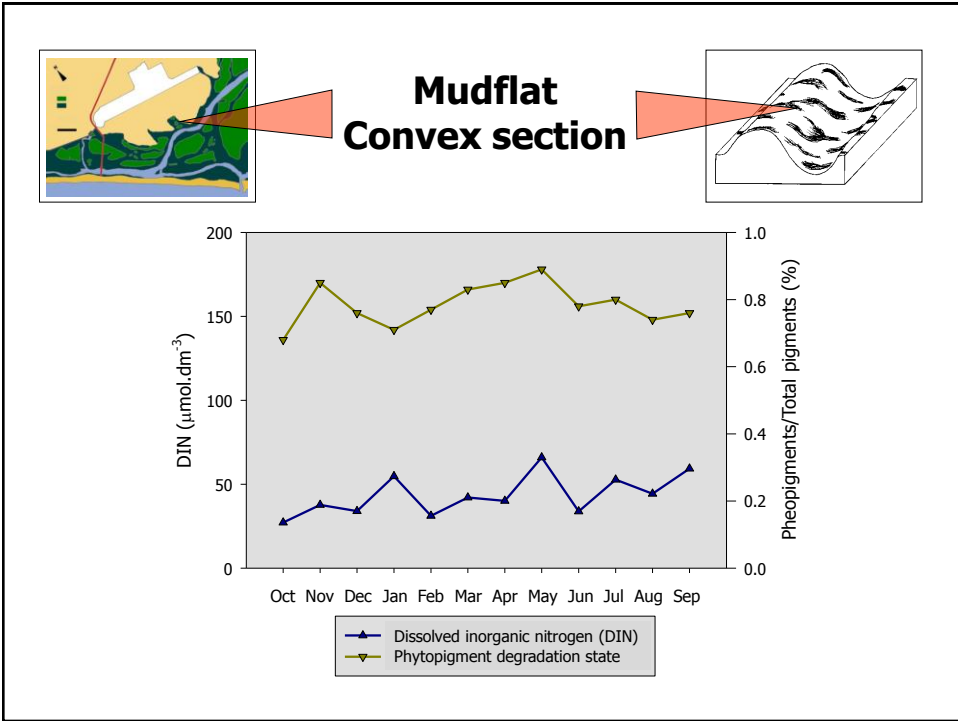 Mudflat
Convex section
200
150
100
50
0
DIN (μmol.dm-3)
1.0
0.8
0.6
0.4
0.2
0.0
Pheopigments/Total pigments (%)
Oct Nov Dec Jan Feb Mar Apr May Jun Jul Aug Sep
Dissolved inorganic nitrogen (DIN)
Phytopigment degradation state